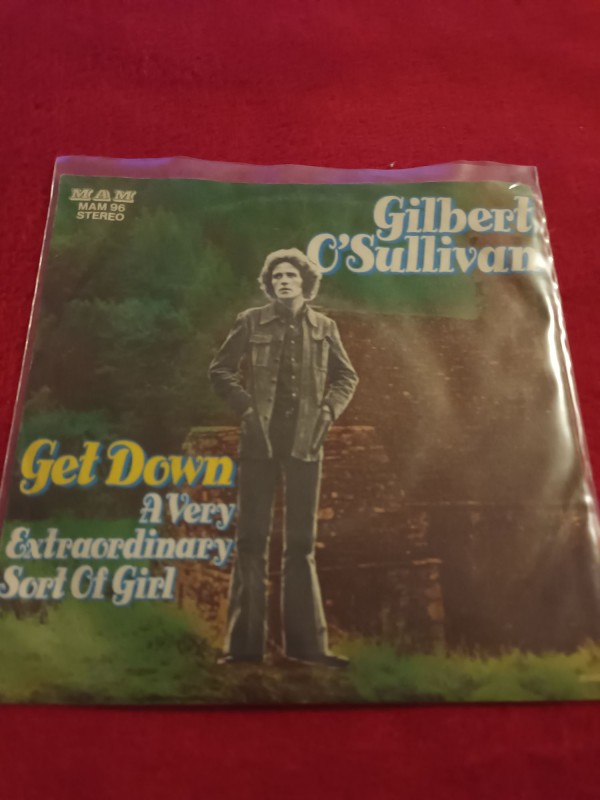 MAM
MAM 96
STEREO
Gilbert
O'Sullivan
Get Down
A Very
Extraordinary
Sort Of Girl